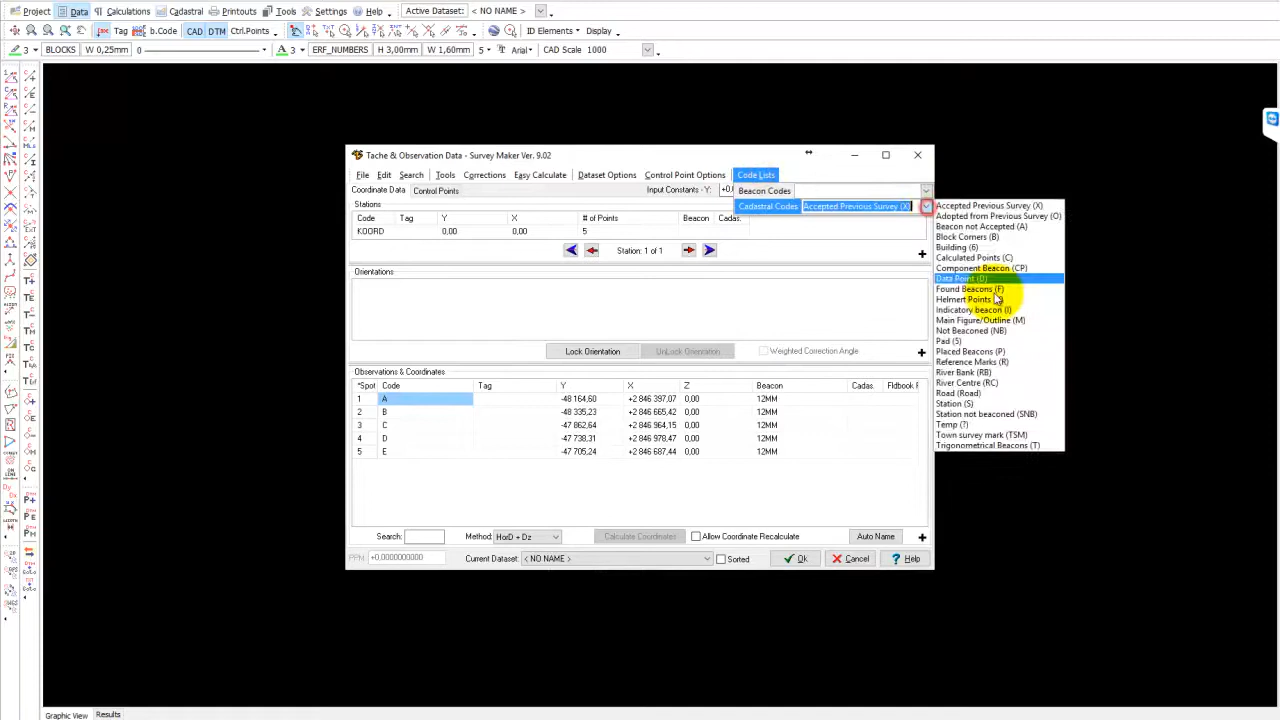 Project Data Calculations Cadastral Printouts Tools Settings Help Active Dataset: < NO NAME >
Tag b.Code CAD DTM Ctrl.Points ID Elements Display
3 BLOCKS W 0,25mm 0 3 ERF_NUMBERS H 3,00mm W 1,60mm 5 Arial CAD Scale 1000
Tache & Observation Data - Survey Maker Ver. 9.02
File Edit Search Tools Corrections Easy Calculate Dataset Options Control Point Options Code Lists
Coordinate Data Control Points Input Constants - Y: +0,0
Beacon Codes
Cadastral Codes Accepted Previous Survey (X)
Stations
Code Tag Y X # of Points Beacon Cadas.
KOORD 0,00 0,00 5
Station: 1 of 1
Orientations
Lock Orientation UnLock Orientation Weighted Correction Angle
Observations & Coordinates
*Spot Code Tag Y X Z Beacon Cadas. Fldbook F
1 A -48 164,60 +2 846 397,07 0,00 12MM
2 B -48 335,23 +2 846 665,42 0,00 12MM
3 C -47 862,64 +2 846 964,15 0,00 12MM
4 D -47 738,31 +2 846 978,47 0,00 12MM
5 E -47 705,24 +2 846 687,44 0,00 12MM
Search: Method: HorD + Dz Calculate Coordinates Allow Coordinate Recalculate Auto Name
PPN: +0,0000000000 Current Dataset: < NO NAME > Sorted Ok Cancel Help
Accepted Previous Survey (X)
Adopted from Previous Survey (O)
Beacon not Accepted (A)
Block Corners (B)
Building (6)
Calculated Points (C)
Component Beacon (CP)
Data Point (D)
Found Beacons (F)
Helmert Points
Indicatory beacon (I)
Main Figure/Outline (M)
Not Beaconed (NB)
Pad (5)
Placed Beacons (P)
Reference Marks (R)
River Bank (RB)
River Centre (RC)
Road (Road)
Station (S)
Station not beaconed (SNB)
Temp (?)
Town survey mark (TSM)
Trigonometrical Beacons (T)
Graphic View Results